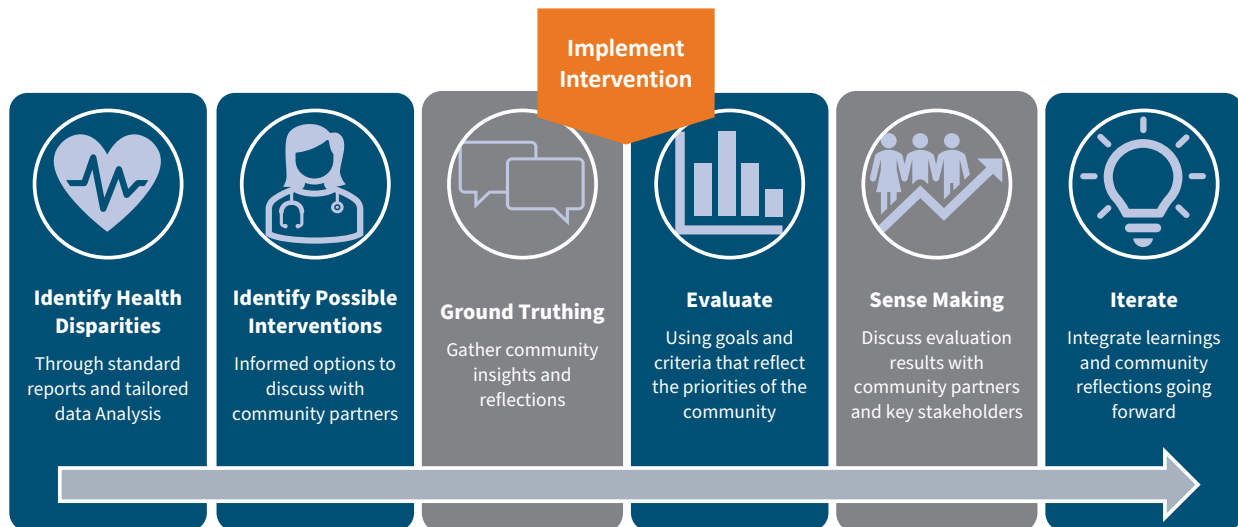 Implement
Intervention
Identify Health
Disparities
Through standard
reports and tailored
data Analysis
Identify Possible
Interventions
Informed options to
discuss with
community partners
Ground Truthing
Gather community
insights and
reflections
Evaluate
Using goals and
criteria that reflect
the priorities of the
community
Sense Making
Discuss evaluation
results with
community partners
and key stakeholders
Iterate
Integrate learnings
and community
reflections going
forward